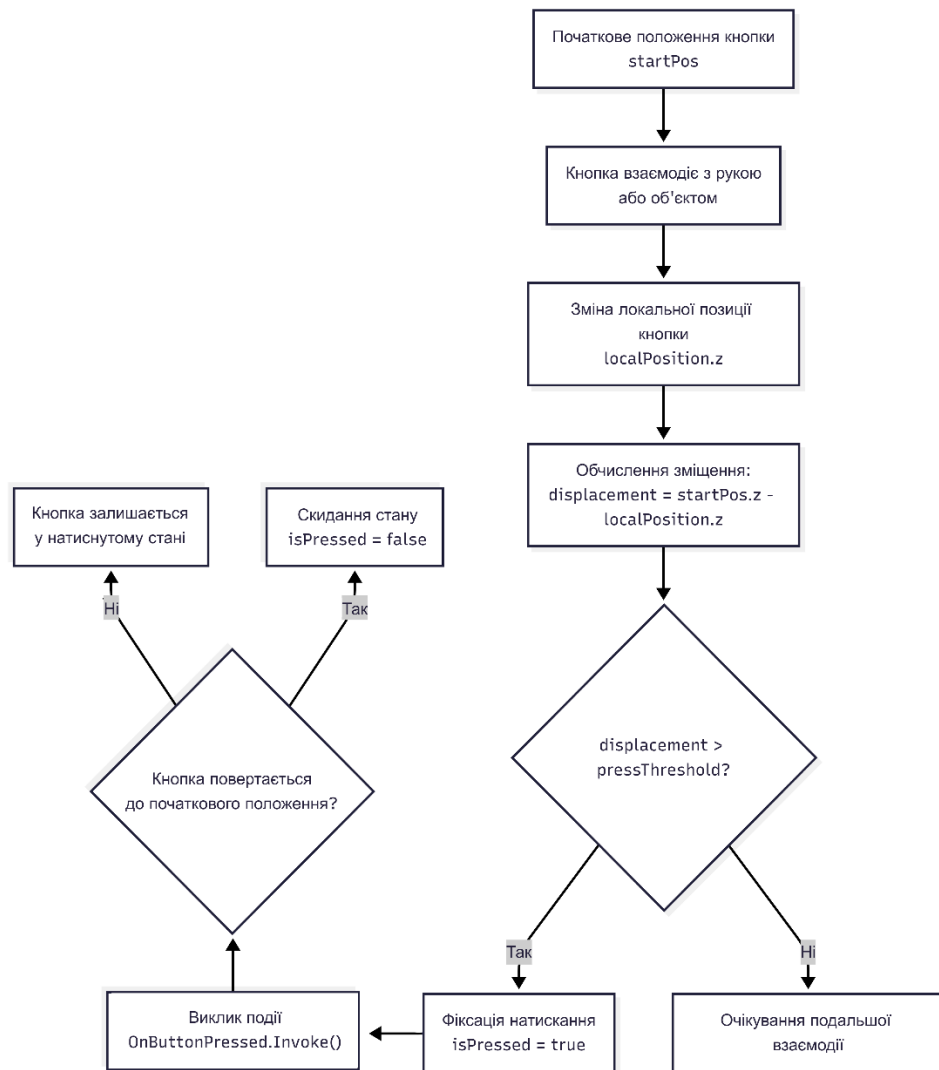 Початкове положення кнопки
startPos
Кнопка взаємодіє з рукою
або об'єктом
Зміна локальної позиції
кнопки
localPosition.z
Обчислення зміщення:
displacement = startPos.z -
localPosition.z
displacement >
pressThreshold?
Так
Ні
Фіксація натискання
isPressed = true
Очікування подальшої
взаємодії
Виклик події
OnButtonPressed.Invoke()
Кнопка повертається
до початкового положення?
Ні
Так
Кнопка залишається
у натиснутому стані
Скидання стану
isPressed = false